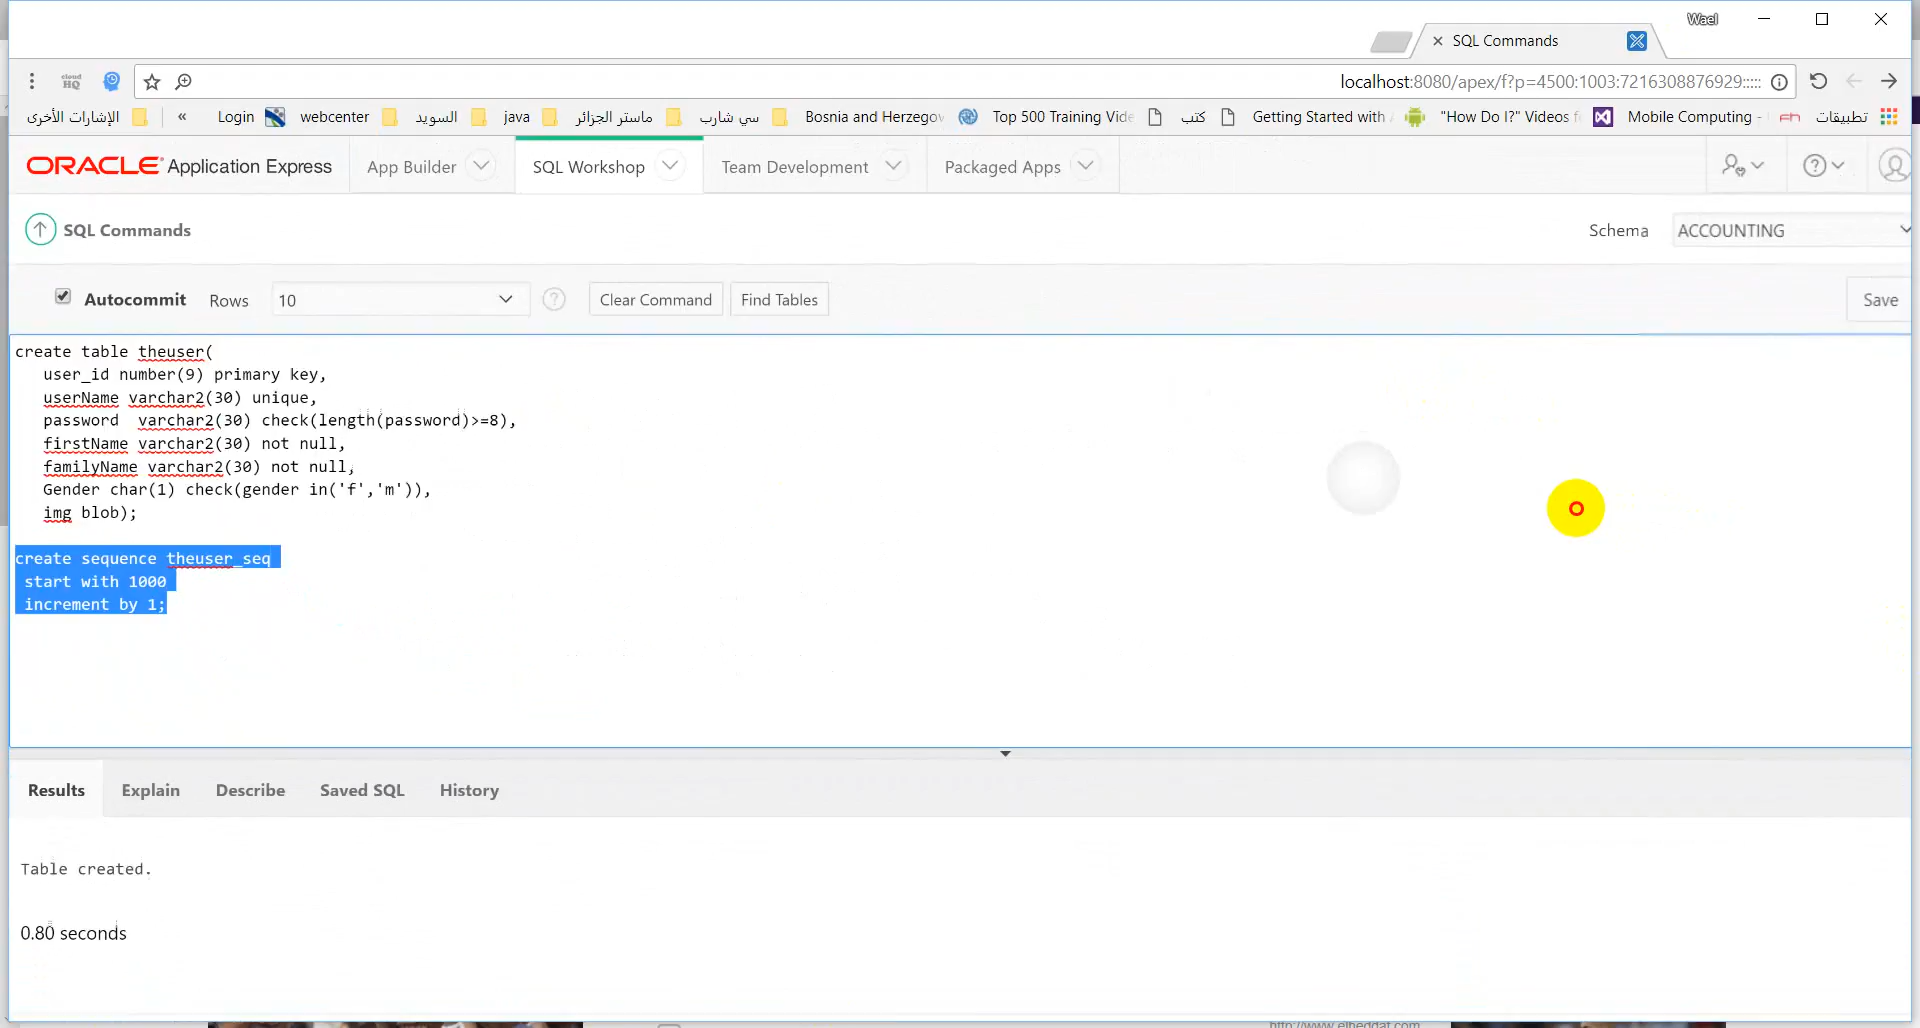 Wael
SQL Commands
localhost:8080/apex/f?p=4500:1003:7216308876929:::::
cloud HQ
الإشارات الأخرى
«
Login
webcenter
السويد
java
ماستر الجزائر
سي شارب
Bosnia and Herzegov
Top 500 Training Vide
كتب
Getting Started with
"How Do I?" Videos f
Mobile Computing -
تطبيقات
ORACLE Application Express
App Builder
SQL Workshop
Team Development
Packaged Apps
SQL Commands
Schema
ACCOUNTING
Autocommit
Rows
10
Clear Command
Find Tables
Save
create table theuser(
user_id number(9) primary key,
userName varchar2(30) unique,
password varchar2(30) check(length(password)>=8),
firstName varchar2(30) not null,
familyName varchar2(30) not null,
Gender char(1) check(gender in('f','m')),
img blob);
create sequence theuser_seq
start with 1000
increment by 1;
Results
Explain
Describe
Saved SQL
History
Table created.
0.80 seconds